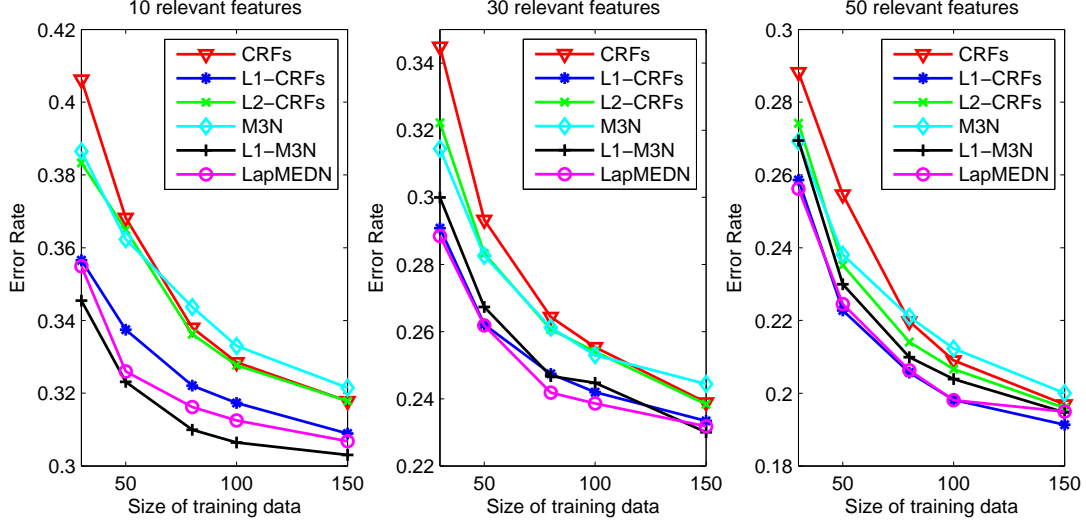 10 relevant features
0.42
0.4
0.38
0.36
0.34
0.32
0.3
Error Rate
50
100
150
Size of training data
CRFs
L1−CRFs
L2−CRFs
M3N
L1−M3N
LapMEDN
30 relevant features
0.34
0.32
0.3
0.28
0.26
0.24
0.22
Error Rate
50
100
150
Size of training data
CRFs
L1−CRFs
L2−CRFs
M3N
L1−M3N
LapMEDN
50 relevant features
0.3
0.28
0.26
0.24
0.22
0.2
0.18
Error Rate
50
100
150
Size of training data
CRFs
L1−CRFs
L2−CRFs
M3N
L1−M3N
LapMEDN